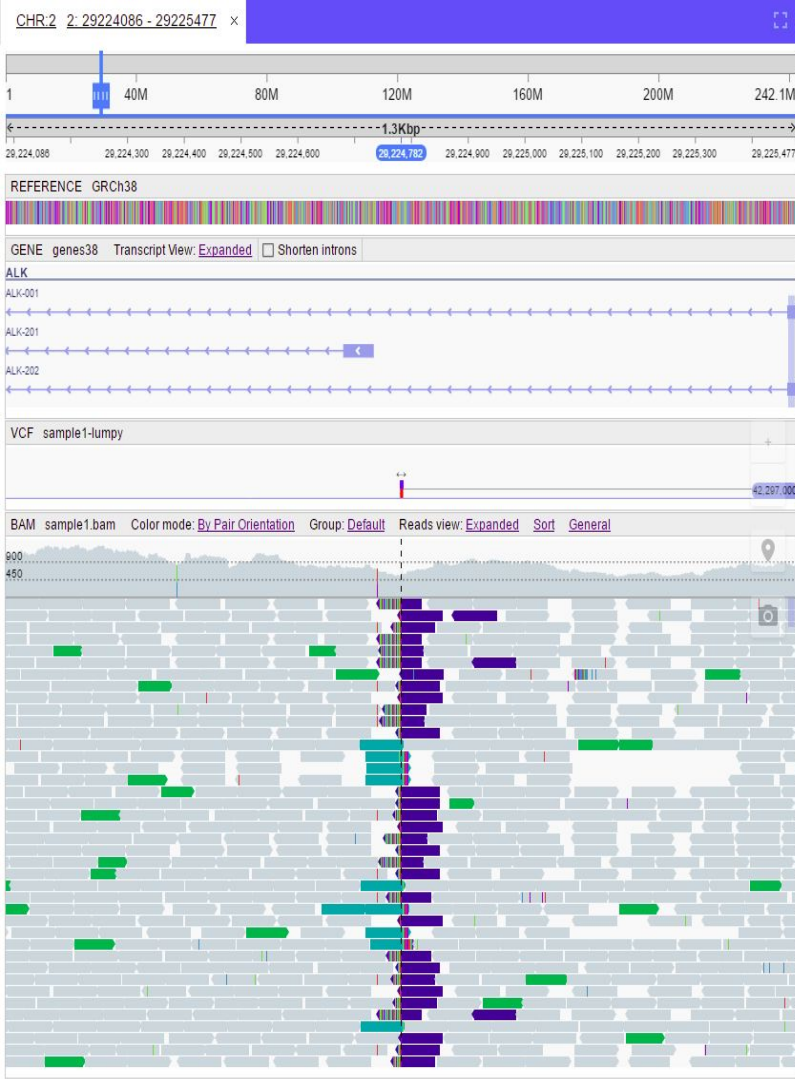 CHR:2 2: 29224086 - 29225477 ×
1 40M 80M 120M 160M 200M 242.1M
1.3Kbp
29,224,086 29,224,300 29,224,400 29,224,500 29,224,600 29,224,782 29,224,900 29,225,000 29,225,100 29,225,200 29,225,300 29,225,477
REFERENCE GRCh38
GENE genes38 Transcript View: Expanded Shorten introns
ALK
ALK-001
ALK-201
ALK-202
VCF sample1-lumpy
+
42,297,000
BAM sample1.bam Color mode: By Pair Orientation Group: Default Reads view: Expanded Sort General
900
450